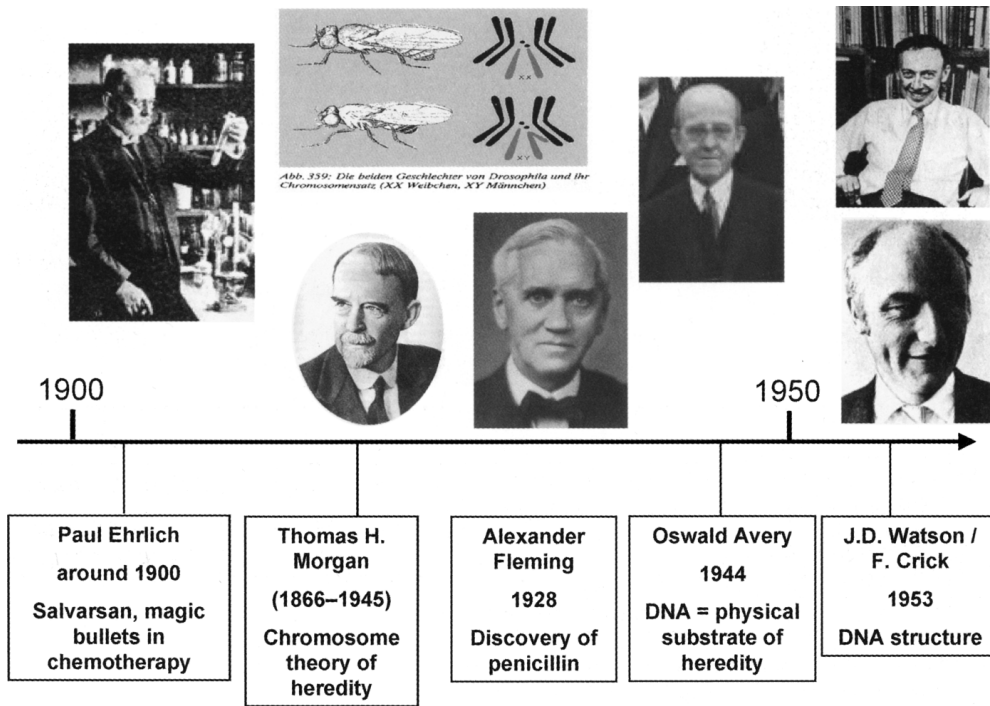 XX
XY
Abb. 359: Die beiden Geschlechter von Drosophila und ihr
Chromosomensatz (XX Weibchen, XY Männchen)
1900
1950
Paul Ehrlich
around 1900
Salvarsan, magic
bullets in
chemotherapy
Thomas H.
Morgan
(1866–1945)
Chromosome
theory of
heredity
Alexander
Fleming
1928
Discovery of
penicillin
Oswald Avery
1944
DNA = physical
substrate of
heredity
J.D. Watson /
F. Crick
1953
DNA structure